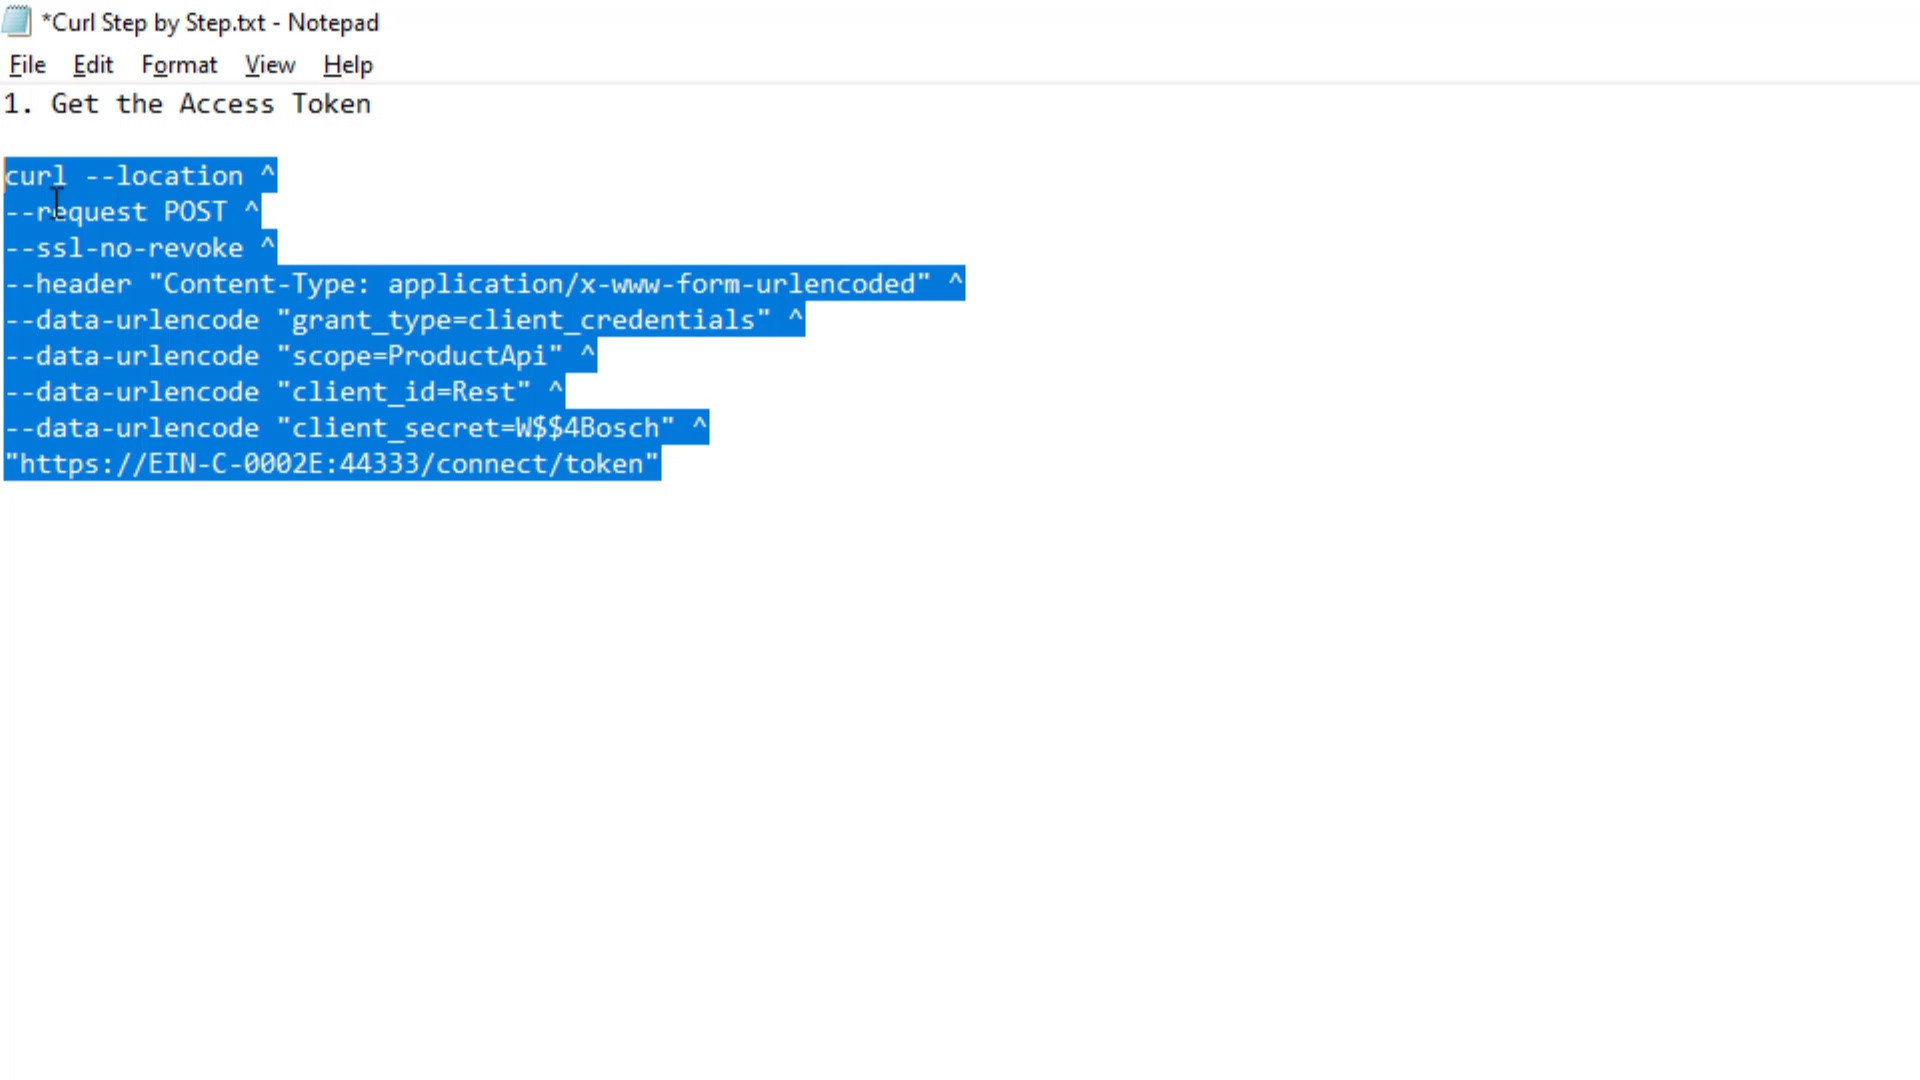 *Curl Step by Step.txt - Notepad
File Edit Format View Help
1. Get the Access Token
curl --location ^
--request POST ^
--ssl-no-revoke ^
--header "Content-Type: application/x-www-form-urlencoded" ^
--data-urlencode "grant_type=client_credentials" ^
--data-urlencode "scope=ProductApi" ^
--data-urlencode "client_id=Rest" ^
--data-urlencode "client_secret=W$$4Bosch" ^
"https://EIN-C-0002E:44333/connect/token"